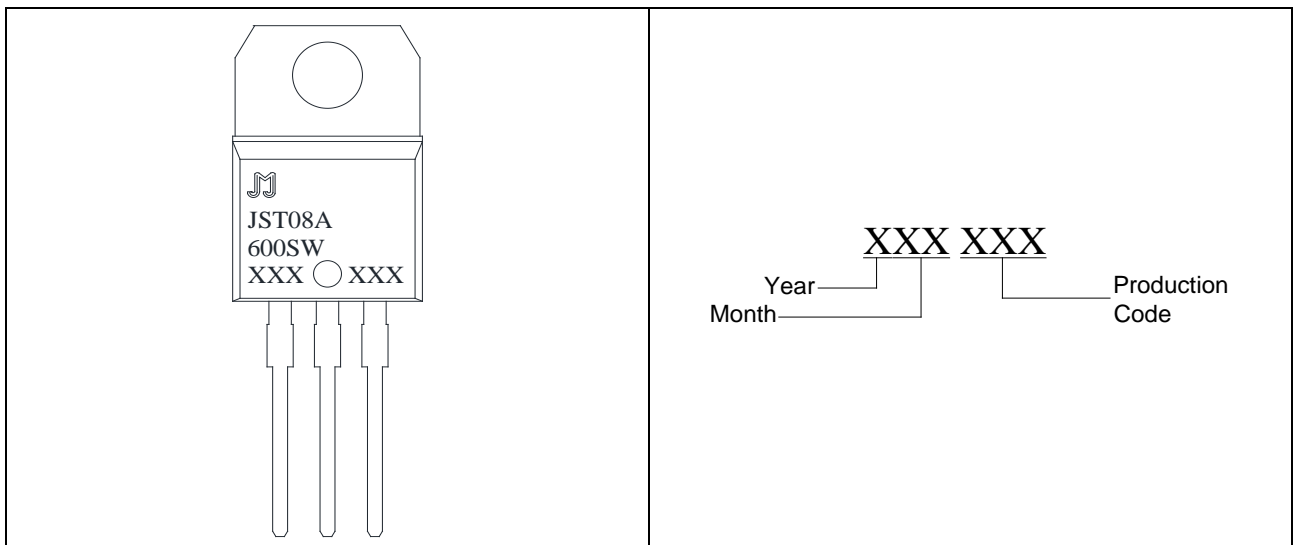 JST08A
600SW
XXX XXX
XXX XXX
Year
Month
Production
Code